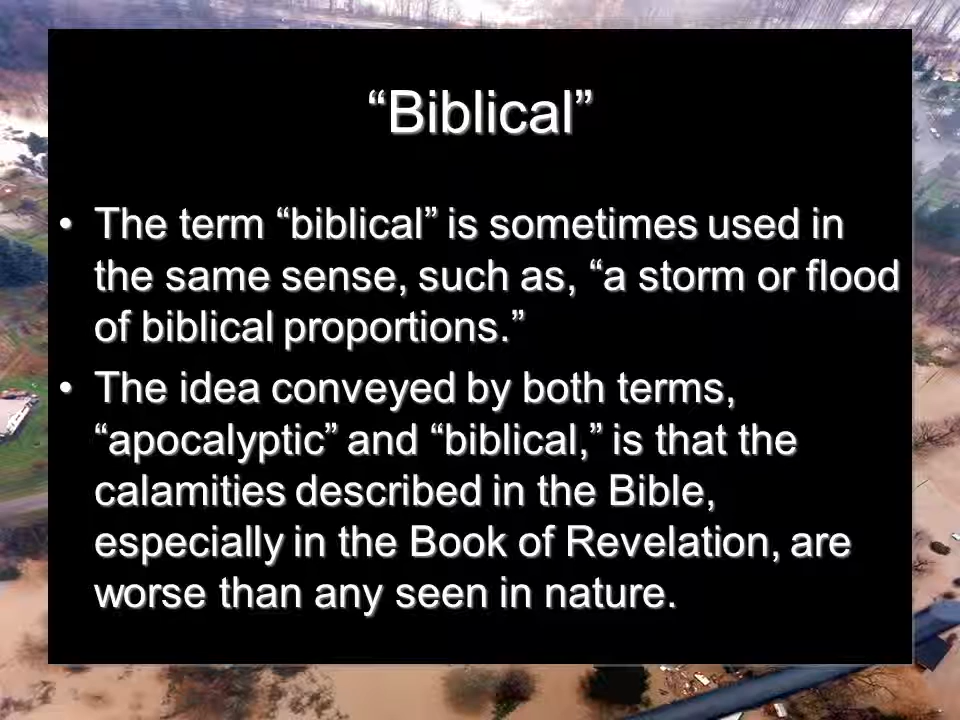 “Biblical”
• The term “biblical” is sometimes used in
the same sense, such as, “a storm or flood
of biblical proportions.”
• The idea conveyed by both terms,
“apocalyptic” and “biblical,” is that the
calamities described in the Bible,
especially in the Book of Revelation, are
worse than any seen in nature.